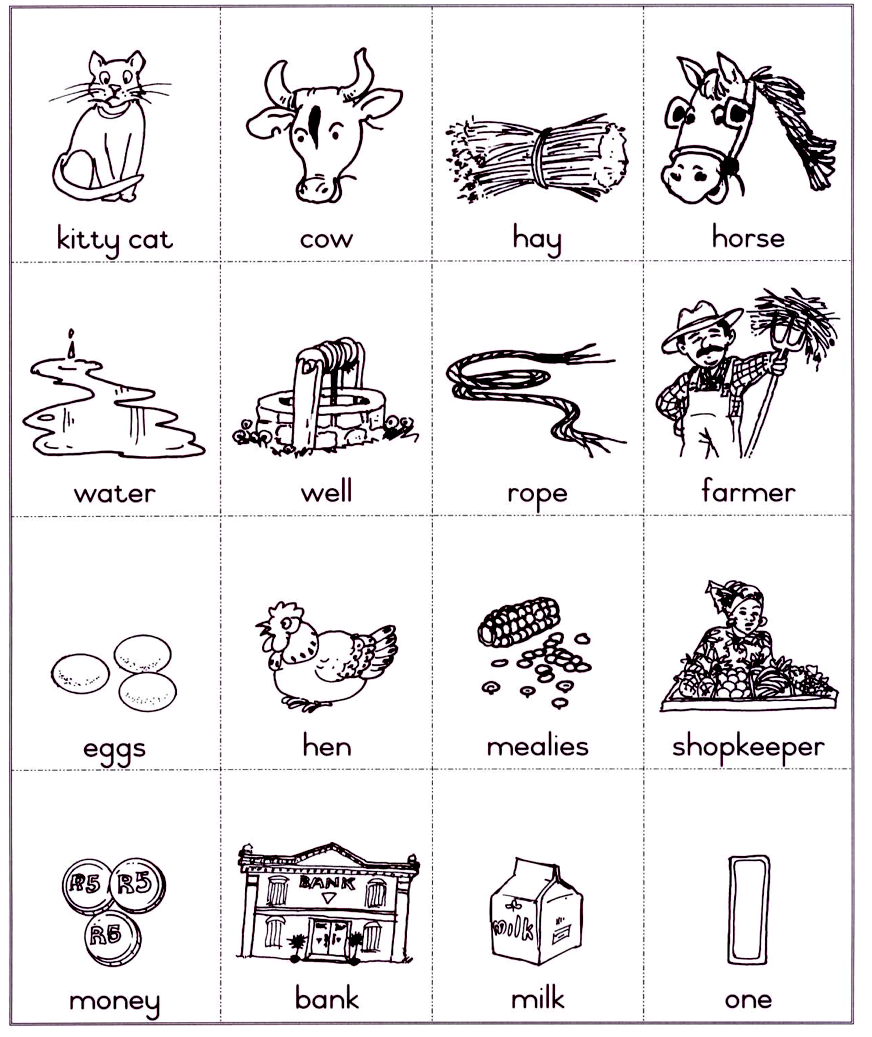 kitty cat
cow
hay
horse
water
well
rope
farmer
eggs
hen
mealies
shopkeeper
R5 R5
R5
BANK
milk
money
bank
milk
one